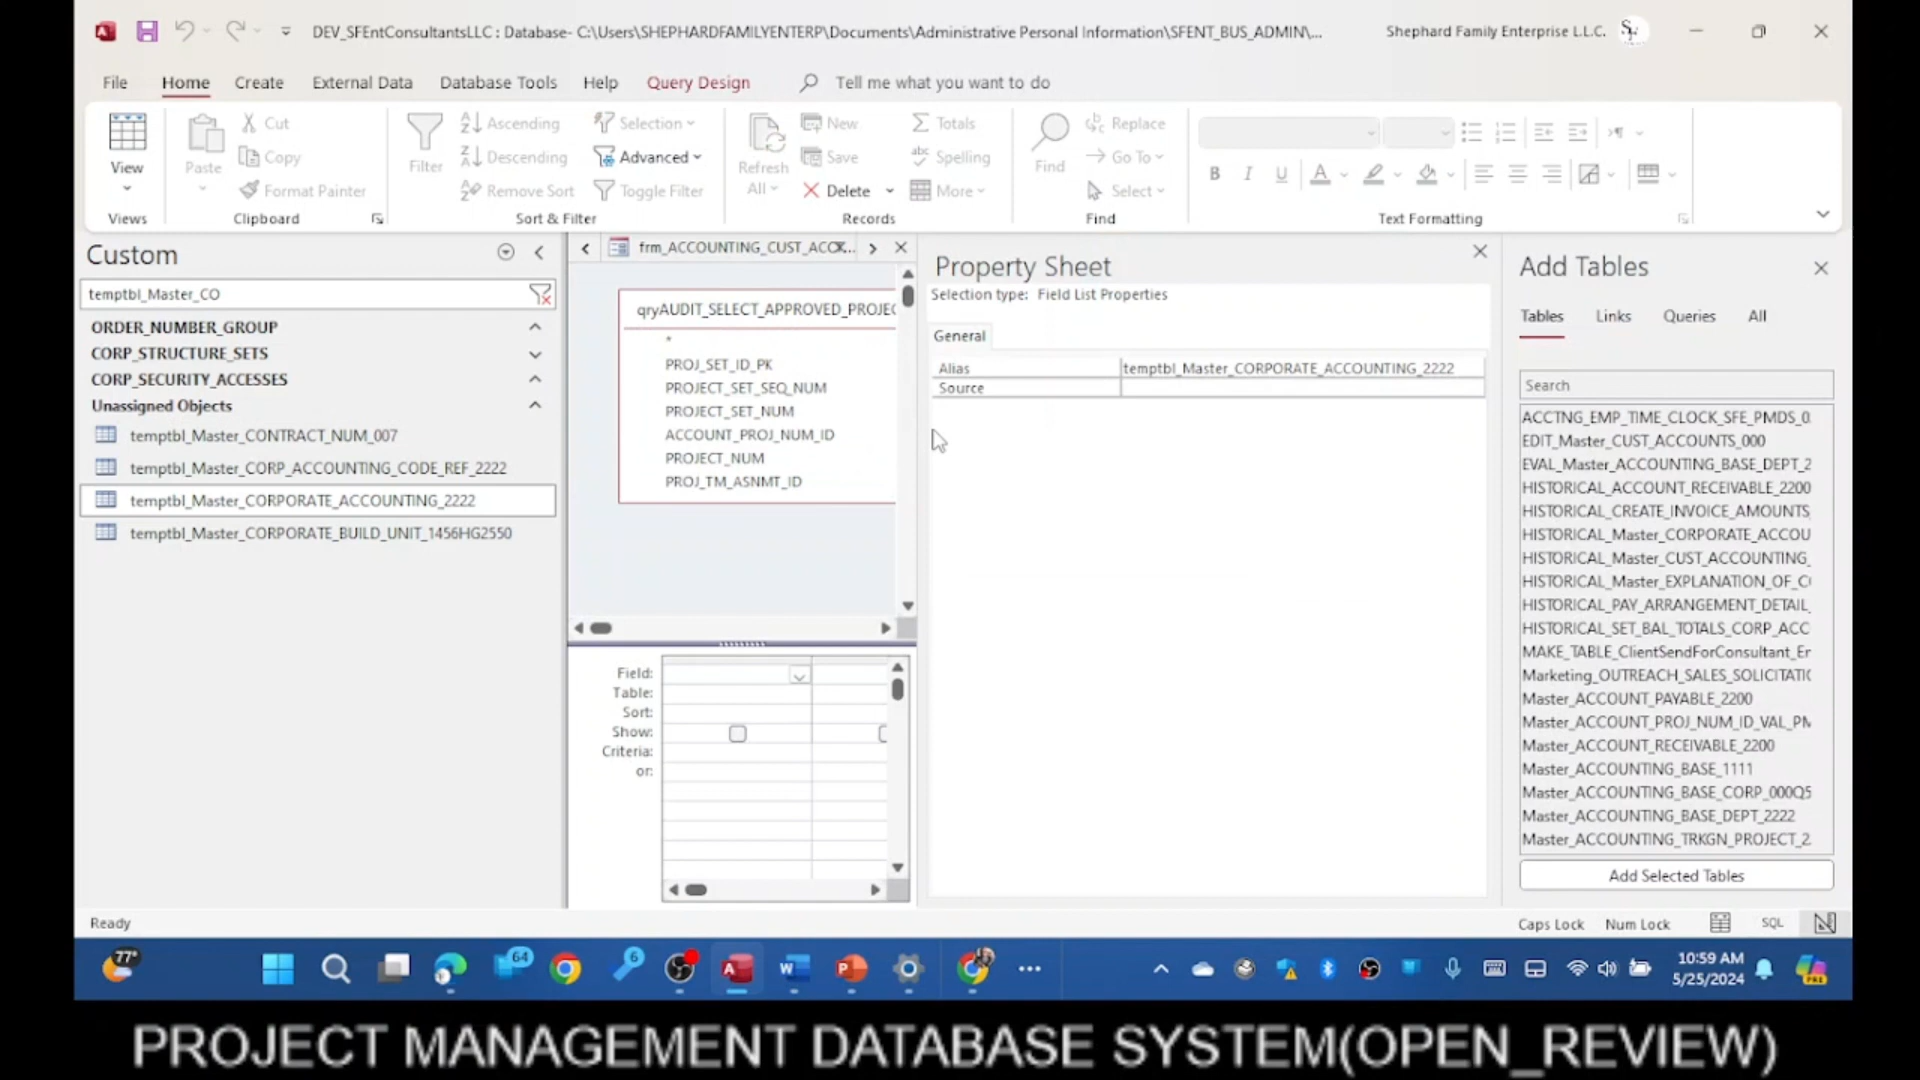 DEV_SFEntConsultantsLLC : Database- C:\Users\SHEPHARDFAMILYENTERP\Documents\Administrative Personal Information\SFENT_BUS_ADMIN\...
Shephard Family Enterprise L.L.C.
File Home Create External Data Database Tools Help Query Design Tell me what you want to do
View
Views
Paste
Cut
Copy
Format Painter
Clipboard
Filter
Ascending
Descending
Remove Sort
Selection
Advanced
Toggle Filter
Sort & Filter
Refresh All
New
Save
Delete
Totals
Spelling
More
Records
Find
Replace
Go To
Select
Find
B I U
Text Formatting
Custom
temptbl_Master_CO
ORDER_NUMBER_GROUP
CORP_STRUCTURE_SETS
CORP_SECURITY_ACCESSES
Unassigned Objects
temptbl_Master_CONTRACT_NUM_007
temptbl_Master_CORP_ACCOUNTING_CODE_REF_2222
temptbl_Master_CORPORATE_ACCOUNTING_2222
temptbl_Master_CORPORATE_BUILD_UNIT_1456HG2550
frm_ACCOUNTING_CUST_ACC...
qryAUDIT_SELECT_APPROVED_PROJEC
*
PROJ_SET_ID_PK
PROJECT_SET_SEQ_NUM
PROJECT_SET_NUM
ACCOUNT_PROJ_NUM_ID
PROJECT_NUM
PROJ_TM_ASNMT_ID
Field:
Table:
Sort:
Show:
Criteria:
or:
Property Sheet
Selection type: Field List Properties
General
Alias temptbl_Master_CORPORATE_ACCOUNTING_2222
Source
Add Tables
Tables Links Queries All
Search
ACCTNG_EMP_TIME_CLOCK_SFE_PMDS_0
EDIT_Master_CUST_ACCOUNTS_000
EVAL_Master_ACCOUNTING_BASE_DEPT_2
HISTORICAL_ACCOUNT_RECEIVABLE_2200
HISTORICAL_CREATE_INVOICE_AMOUNTS
HISTORICAL_Master_CORPORATE_ACCOU
HISTORICAL_Master_CUST_ACCOUNTING_
HISTORICAL_Master_EXPLANATION_OF_C
HISTORICAL_PAY_ARRANGEMENT_DETAIL_
HISTORICAL_SET_BAL_TOTALS_CORP_ACC
MAKE_TABLE_ClientSendForConsultant_Er
Marketing_OUTREACH_SALES_SOLICITATI
Master_ACCOUNT_PAYABLE_2200
Master_ACCOUNT_PROJ_NUM_ID_VAL_PM
Master_ACCOUNT_RECEIVABLE_2200
Master_ACCOUNTING_BASE_1111
Master_ACCOUNTING_BASE_CORP_000Q5
Master_ACCOUNTING_BASE_DEPT_2222
Master_ACCOUNTING_TRKGN_PROJECT_2
Add Selected Tables
Ready
Caps Lock Num Lock SQL
77°
64
6
10:59 AM
5/25/2024
PRE
PROJECT MANAGEMENT DATABASE SYSTEM(OPEN_REVIEW)